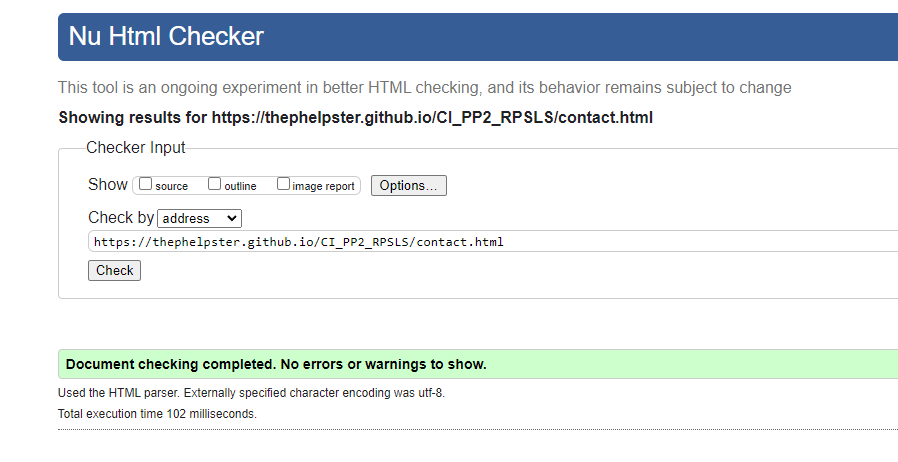 Nu Html Checker
This tool is an ongoing experiment in better HTML checking, and its behavior remains subject to change
Showing results for https://thephelpster.github.io/CI_PP2_RPSLS/contact.html
Checker Input
Show source outline image report Options...
Check by address
https://thephelpster.github.io/CI_PP2_RPSLS/contact.html
Check
Document checking completed. No errors or warnings to show.
Used the HTML parser. Externally specified character encoding was utf-8.
Total execution time 102 milliseconds.